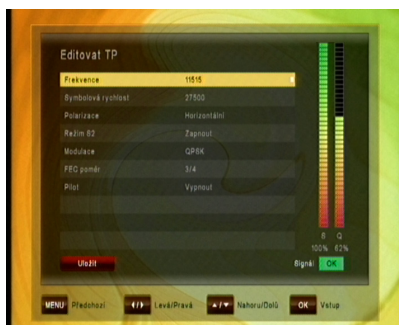 Editovat TP
Frekvence 11515
Symbolová rychlost 27500
Polarizace Horizontální
Režim S2 Zapnout
Modulace QPSK
FEC poměr 3/4
Pilot Vypnout
S Q
100% 62%
Uložit Signál OK
MENU Předchozí ◄/► Levá/Pravá ▲/▼ Nahoru/Dolů OK Vstup